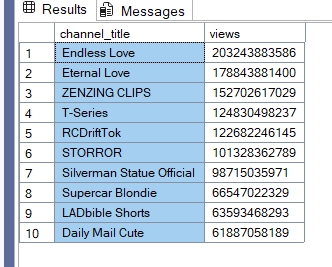 Results Messages
channel_title views
1 Endless Love 203243883586
2 Eternal Love 178843881400
3 ZENZING CLIPS 152702617029
4 T-Series 124830498237
5 RCDriftTok 122682246145
6 STORROR 101328362789
7 Silverman Statue Official 98715035971
8 Supercar Blondie 66547022329
9 LADbible Shorts 63593468293
10 Daily Mail Cute 61887058189